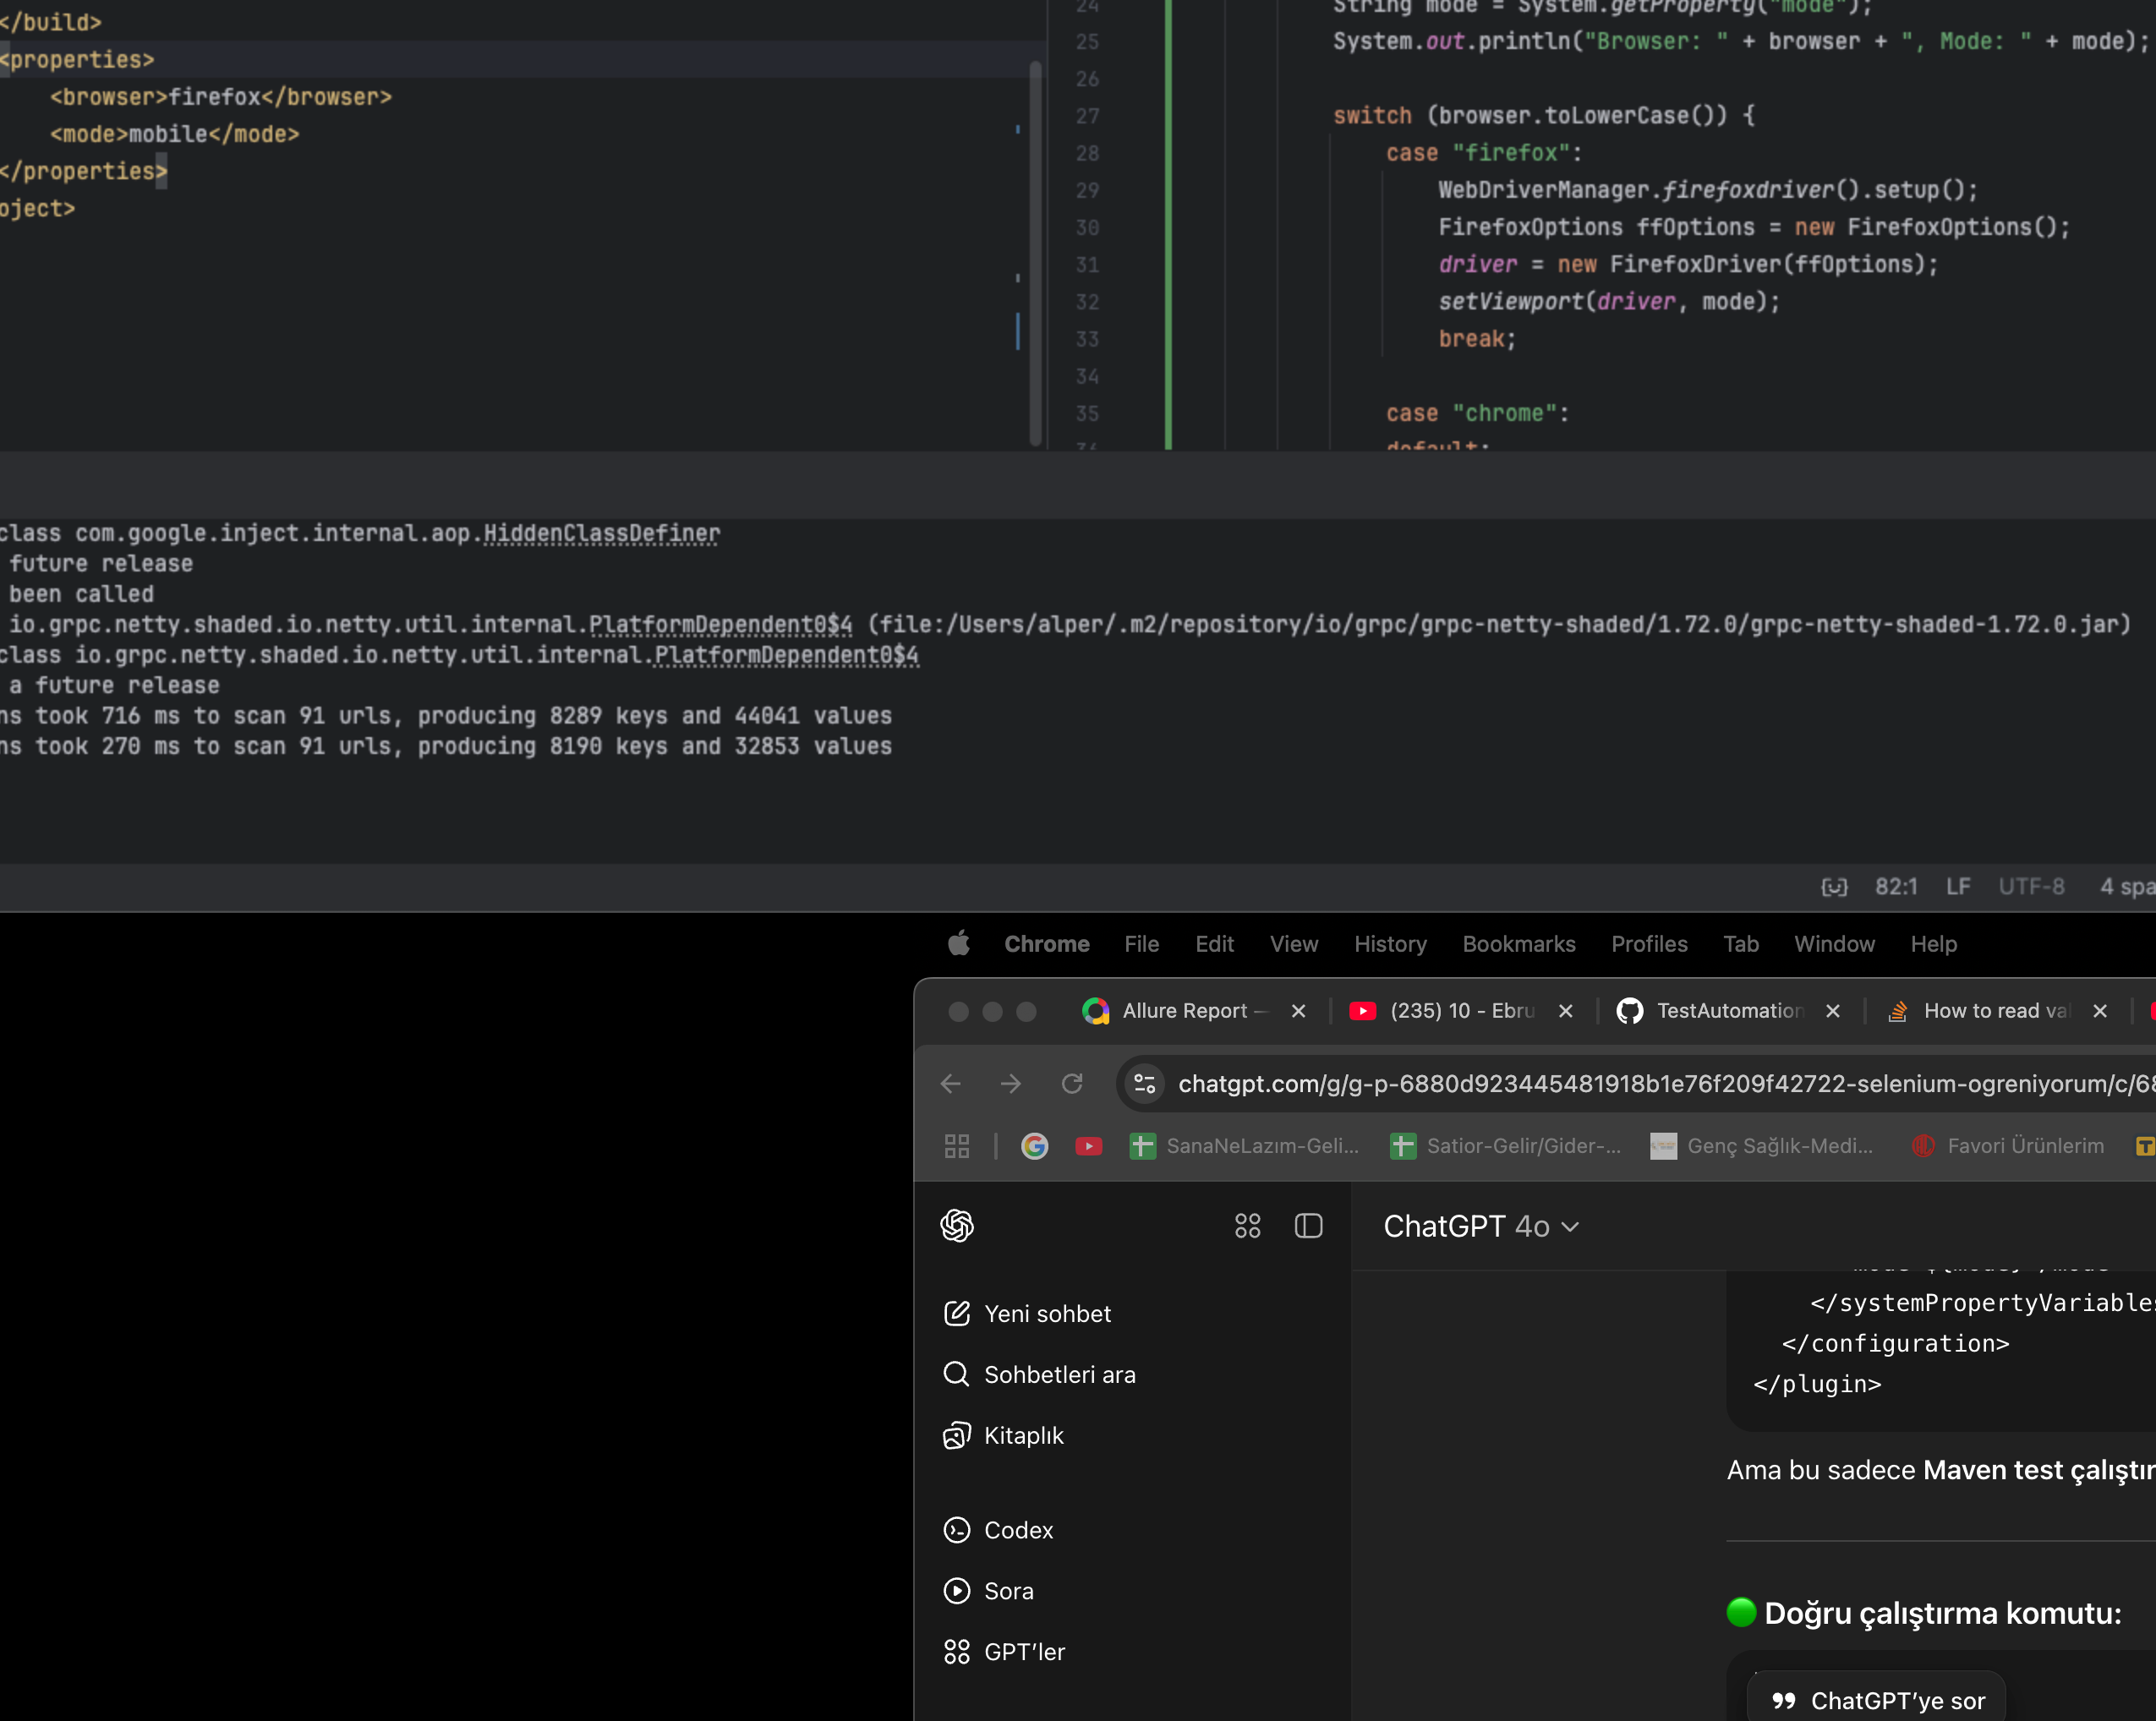 </build>
<properties>
<browser>firefox</browser>
<mode>mobile</mode>
</properties>
oject>
24 String mode = System.getProperty("mode");
25 System.out.println("Browser: " + browser + ", Mode: " + mode);
26
27 switch (browser.toLowerCase()) {
28 case "firefox":
29 WebDriverManager.firefoxdriver().setup();
30 FirefoxOptions ffOptions = new FirefoxOptions();
31 driver = new FirefoxDriver(ffOptions);
32 setViewport(driver, mode);
33 break;
34
35 case "chrome":
36 default:
class com.google.inject.internal.aop.HiddenClassDefiner
future release
been called
io.grpc.netty.shaded.io.netty.util.internal.PlatformDependent0$4 (file:/Users/alper/.m2/repository/io/grpc/grpc-netty-shaded/1.72.0/grpc-netty-shaded-1.72.0.jar)
class io.grpc.netty.shaded.io.netty.util.internal.PlatformDependent0$4
a future release
ns took 716 ms to scan 91 urls, producing 8289 keys and 44041 values
ns took 270 ms to scan 91 urls, producing 8190 keys and 32853 values
82:1 LF UTF-8 4 spa
Chrome File Edit View History Bookmarks Profiles Tab Window Help
Allure Report — (235) 10 - Ebru TestAutomation How to read val
chatgpt.com/g/g-p-6880d923445481918b1e76f209f42722-selenium-ogreniyorum/c/68
SanaNeLazım-Geli... Satior-Gelir/Gider-... Genç Sağlık-Medi... Favori Ürünlerim
ChatGPT 4o
Yeni sohbet
Sohbetleri ara
Kitaplık
Codex
Sora
GPT'ler
</systemPropertyVariables
</configuration>
</plugin>
Ama bu sadece Maven test çalıştır
Doğru çalıştırma komutu:
ChatGPT'ye sor